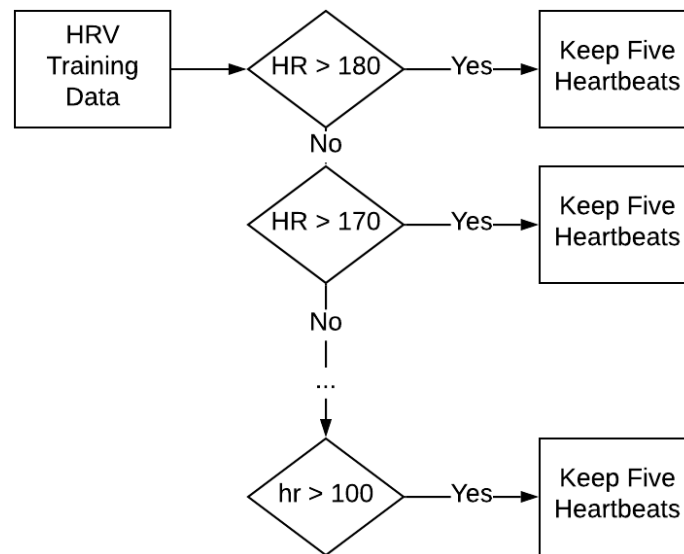 HRV
Training
Data
HR > 180
Yes
Keep Five
Heartbeats
No
HR > 170
Yes
Keep Five
Heartbeats
No
...
hr > 100
Yes
Keep Five
Heartbeats